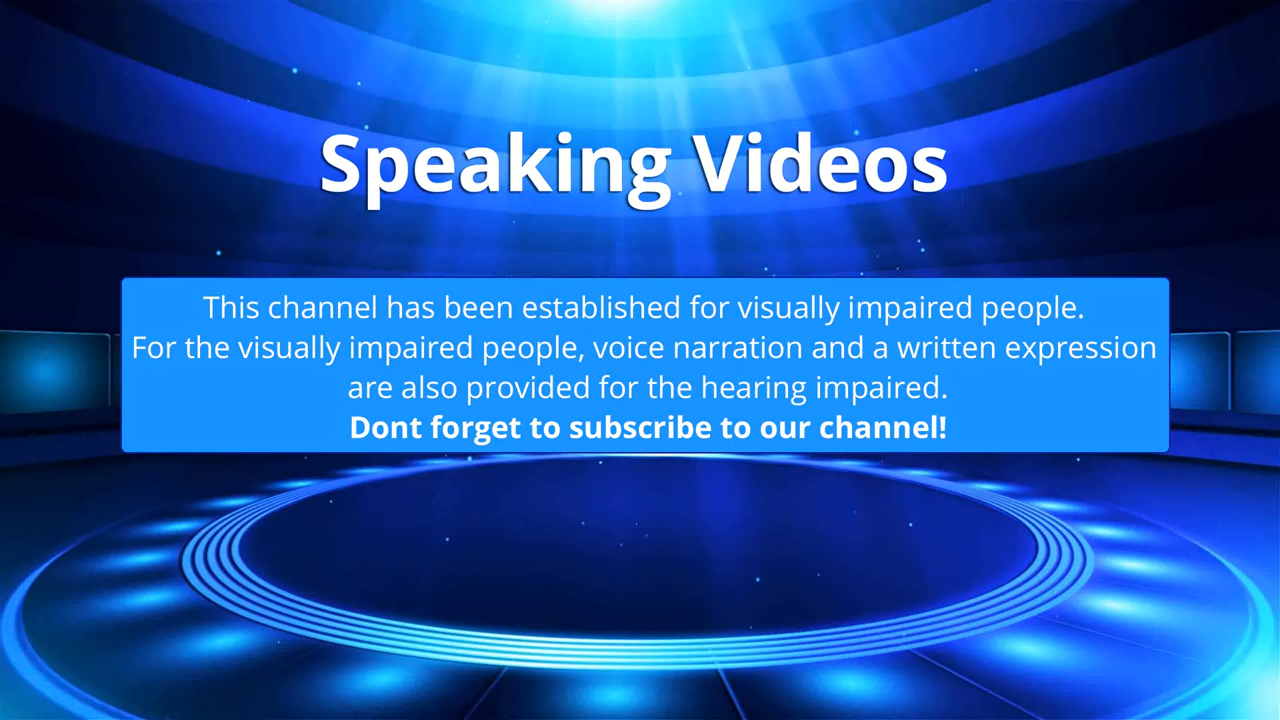 Speaking Videos
This channel has been established for visually impaired people.
For the visually impaired people, voice narration and a written expression
are also provided for the hearing impaired.
Dont forget to subscribe to our channel!